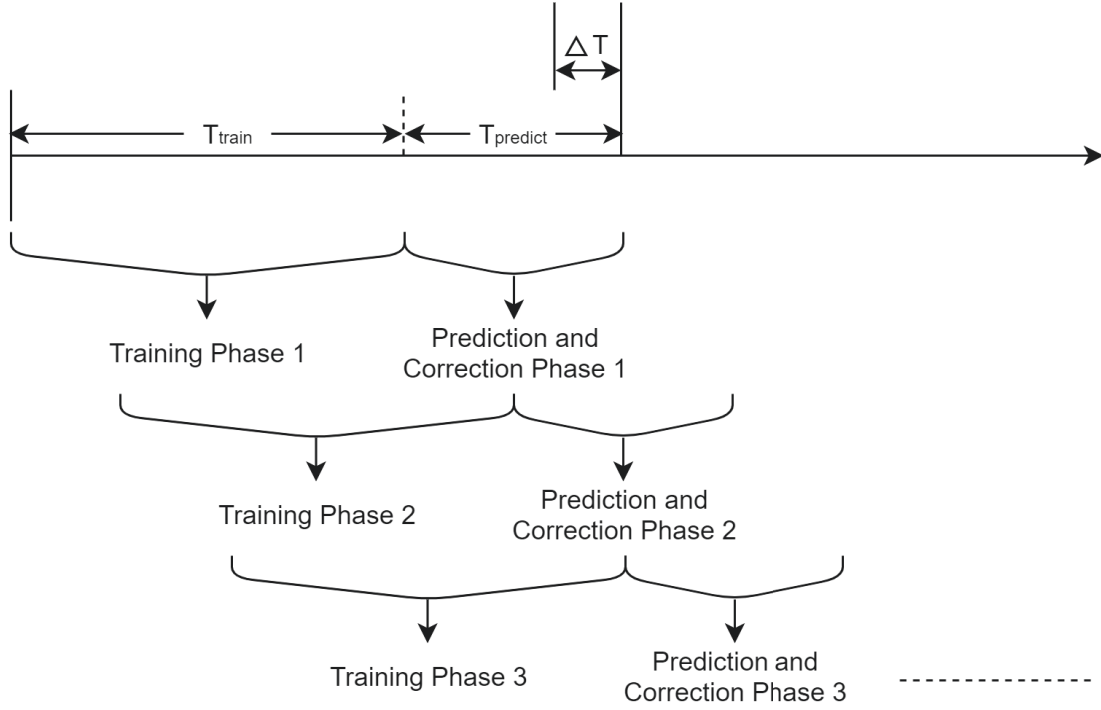 △ T
Ttrain
Tpredict
Training Phase 1
Prediction and
Correction Phase 1
Training Phase 2
Prediction and
Correction Phase 2
Training Phase 3
Prediction and
Correction Phase 3